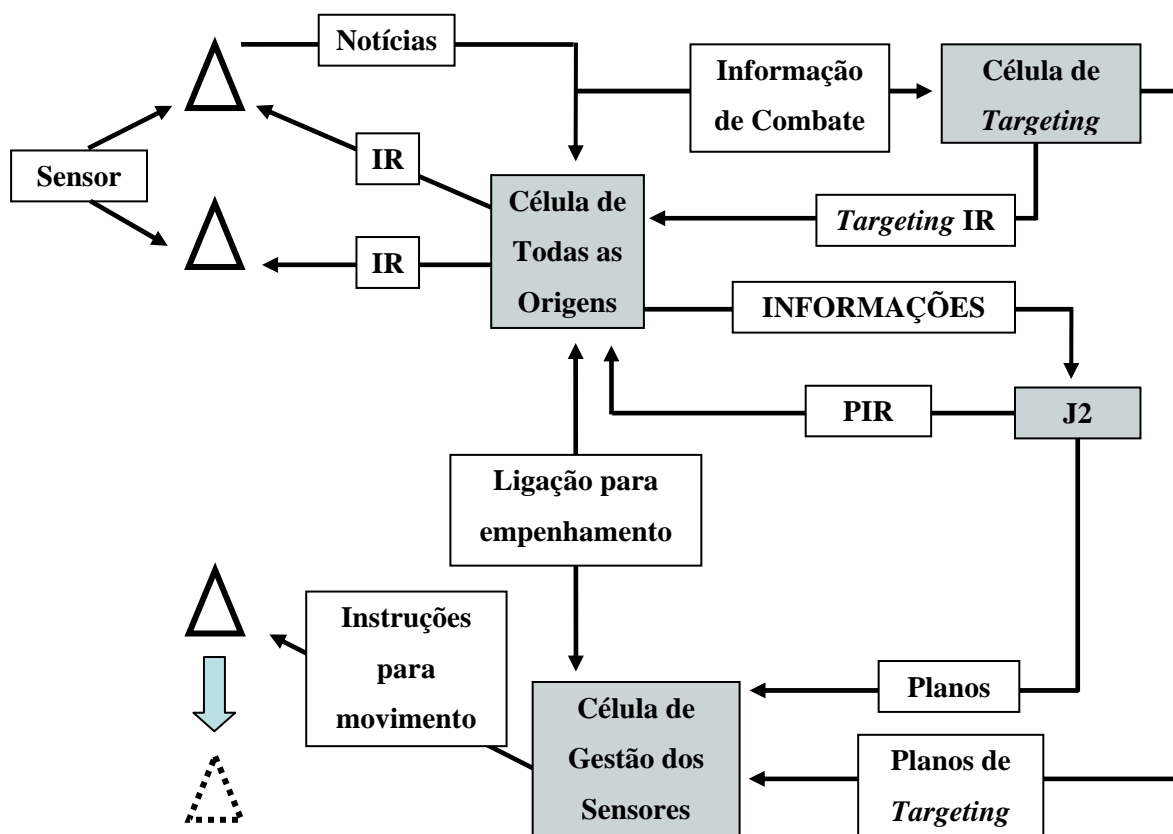 Notícias
Informação
de Combate
Célula de
Targeting
Sensor
IR
IR
Célula de
Todas as
Origens
Targeting IR
INFORMAÇÕES
PIR
J2
Ligação para
empenhamento
Instruções
para
movimento
Célula de
Gestão dos
Sensores
Planos
Planos de
Targeting